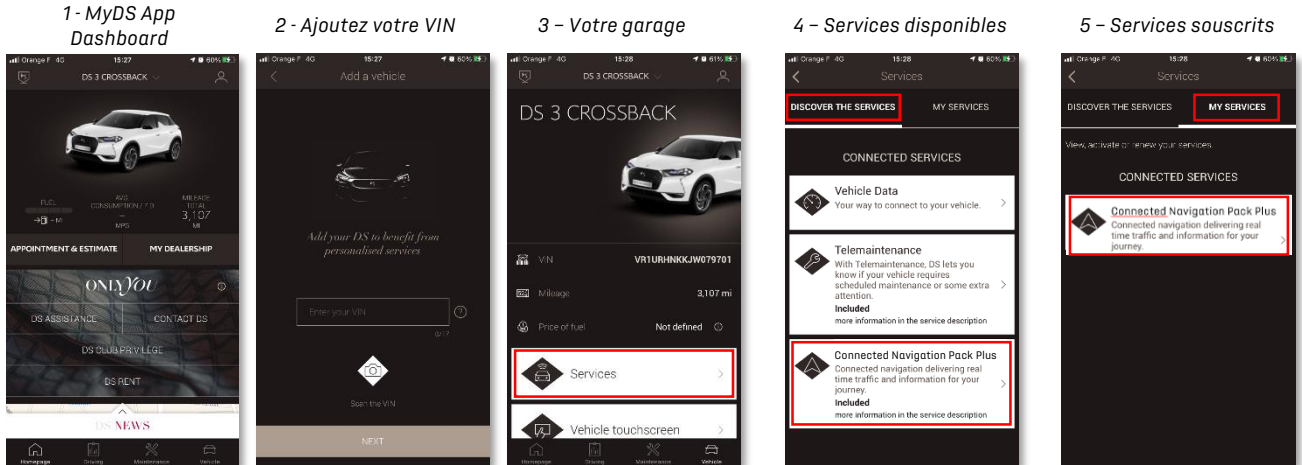 1 - MyDS App
Dashboard
2 - Ajoutez votre VIN
3 – Votre garage
4 – Services disponibles
5 – Services souscrits
Orange F 4G 15:27 60%
DS 3 CROSSBACK
FUEL
- MI
AVG.
CONSUMPTION / 7 D
–
MPG
MILEAGE
TOTAL
3,107
MI
APPOINTMENT & ESTIMATE
MY DEALERSHIP
ONLYYOU
DS ASSISTANCE
CONTACT DS
DS CLUB PRIVILEGE
DS RENT
DS NEWS
Homepage Driving Maintenance Vehicle
Orange F 4G 15:27 60%
Add a vehicle
Add your DS to benefit from
personalised services
Enter your VIN
0/17
Scan the VIN
NEXT
Orange F 4G 15:28 61%
DS 3 CROSSBACK
DS 3 CROSSBACK
VIN VR1URHNKKJW079701
Mileage 3,107 mi
Price of fuel Not defined
Services
Vehicle touchscreen
Homepage Driving Maintenance Vehicle
Orange F 4G 15:28 60%
Services
DISCOVER THE SERVICES MY SERVICES
CONNECTED SERVICES
Vehicle Data
Your way to connect to your vehicle.
Telemaintenance
With Telemaintenance, DS lets you
know if your vehicle requires
scheduled maintenance or some extra
attention.
Included
more information in the service description
Connected Navigation Pack Plus
Connected navigation delivering real
time traffic and information for your
journey.
Included
more information in the service description
Orange F 4G 15:28 60%
Services
DISCOVER THE SERVICES MY SERVICES
View, activate or renew your services.
CONNECTED SERVICES
Connected Navigation Pack Plus
Connected navigation delivering real
time traffic and information for your
journey.